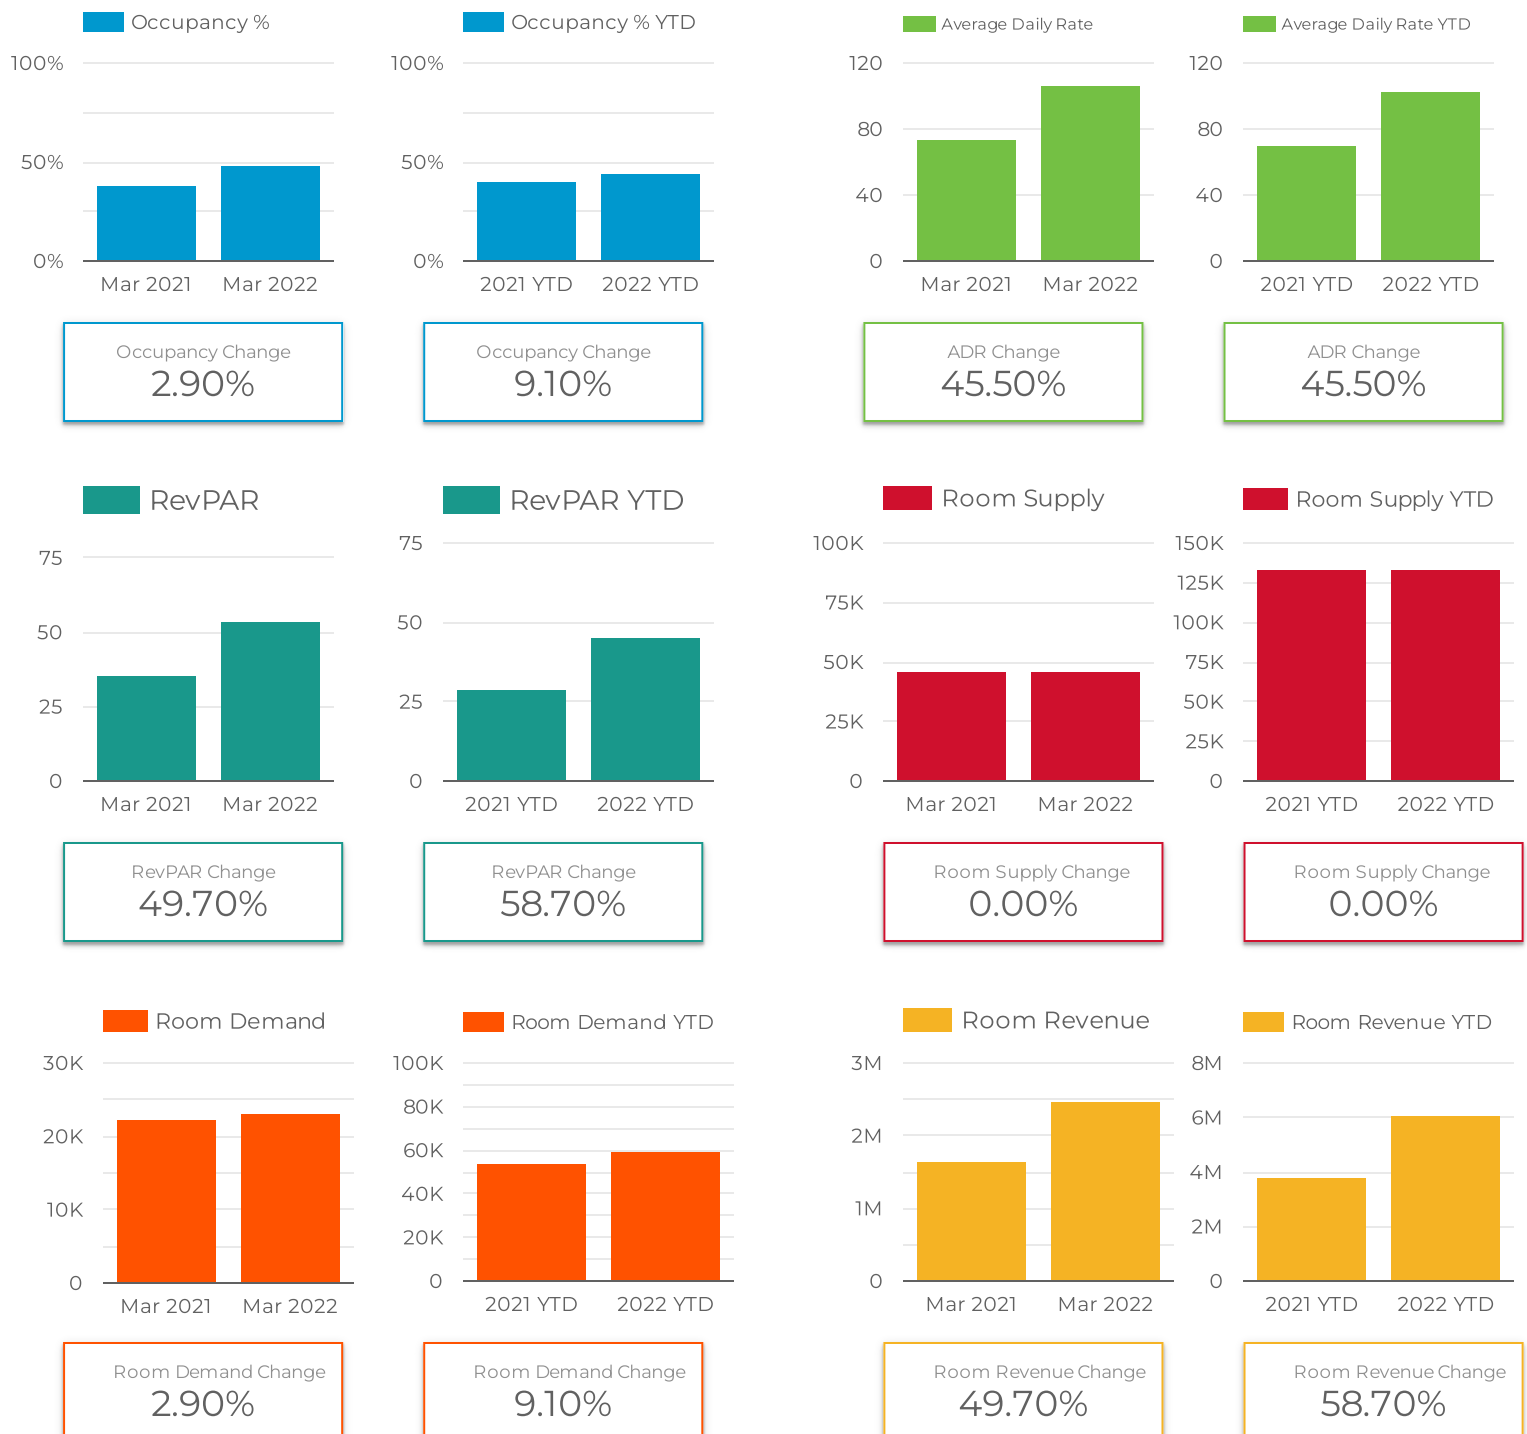 Occupancy %
100%
50%
0%
Mar 2021 Mar 2022
Occupancy Change
2.90%
Occupancy % YTD
100%
50%
0%
2021 YTD 2022 YTD
Occupancy Change
9.10%
Average Daily Rate
120
80
40
0
Mar 2021 Mar 2022
ADR Change
45.50%
Average Daily Rate YTD
120
80
40
0
2021 YTD 2022 YTD
ADR Change
45.50%
RevPAR
75
50
25
0
Mar 2021 Mar 2022
RevPAR Change
49.70%
RevPAR YTD
75
50
25
0
2021 YTD 2022 YTD
RevPAR Change
58.70%
Room Supply
100K
75K
50K
25K
0
Mar 2021 Mar 2022
Room Supply Change
0.00%
Room Supply YTD
150K
125K
100K
75K
50K
25K
0
2021 YTD 2022 YTD
Room Supply Change
0.00%
Room Demand
30K
20K
10K
0
Mar 2021 Mar 2022
Room Demand Change
2.90%
Room Demand YTD
100K
80K
60K
40K
20K
0
2021 YTD 2022 YTD
Room Demand Change
9.10%
Room Revenue
3M
2M
1M
0
Mar 2021 Mar 2022
Room Revenue Change
49.70%
Room Revenue YTD
8M
6M
4M
2M
0
2021 YTD 2022 YTD
Room Revenue Change
58.70%